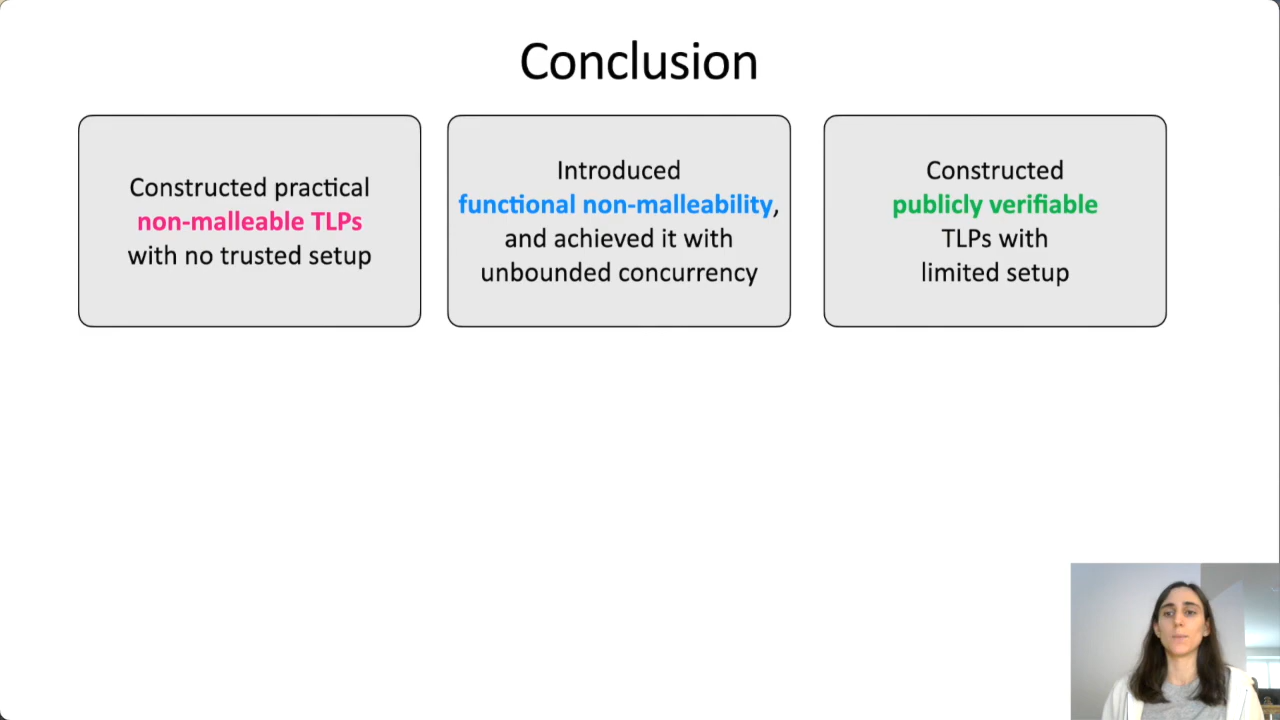 Conclusion
Constructed practical
non-malleable TLPs
with no trusted setup
Introduced
functional non-malleability,
and achieved it with
unbounded concurrency
Constructed
publicly verifiable
TLPs with
limited setup